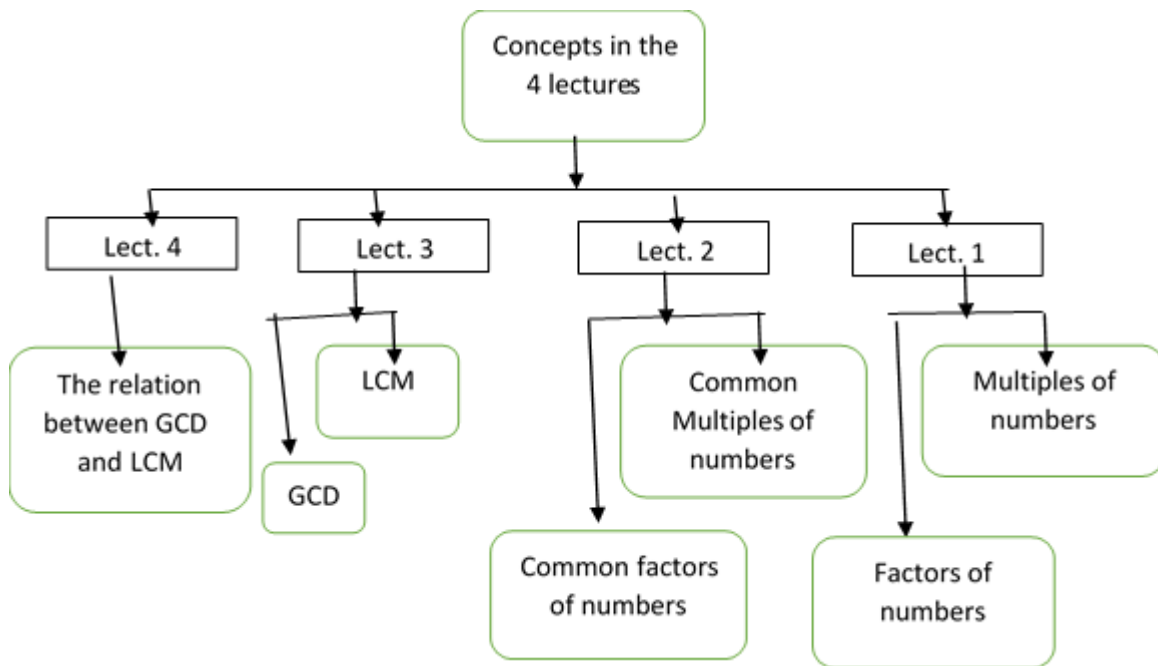 Concepts in the
4 lectures
Lect. 4
Lect. 3
Lect. 2
Lect. 1
The relation
between GCD
and LCM
LCM
GCD
Common
Multiples of
numbers
Common factors
of numbers
Multiples of
numbers
Factors of
numbers